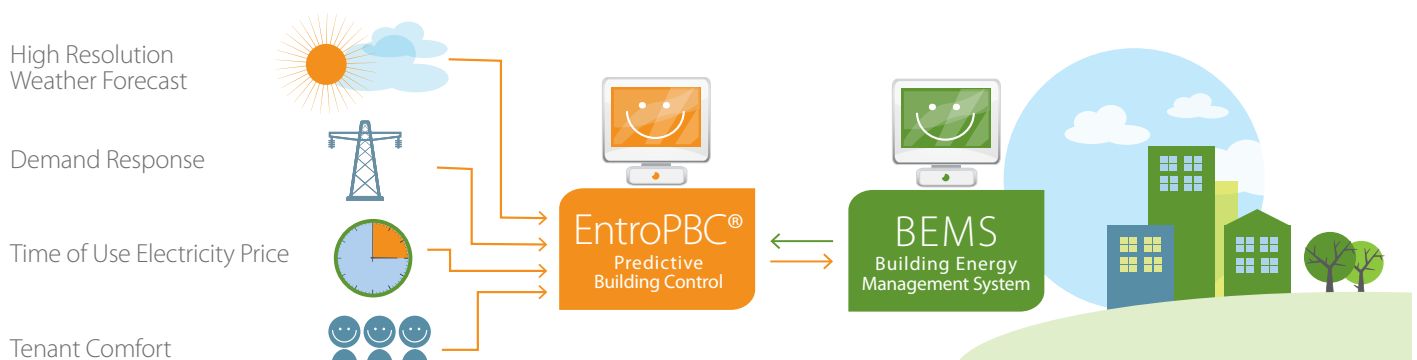 High Resolution
Weather Forecast
Demand Response
Time of Use Electricity Price
Tenant Comfort
EntroPBC®
Predictive
Building Control
BEMS
Building Energy
Management System